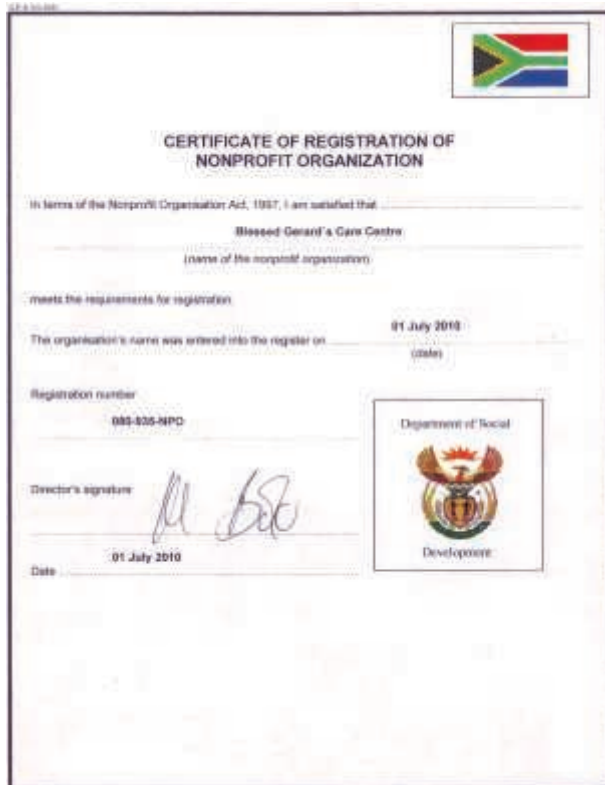 CERTIFICATE OF REGISTRATION OF
NONPROFIT ORGANIZATION
In terms of the Nonprofit Organisation Act, 1997, I am satisfied that
Blessed Gerard's Care Centre
(name of the nonprofit organization)
meets the requirements for registration
The organisation's name was entered into the register on
01 July 2010
(date)
Registration number
Department of Social
Director's signature
Development
01 July 2010
Date